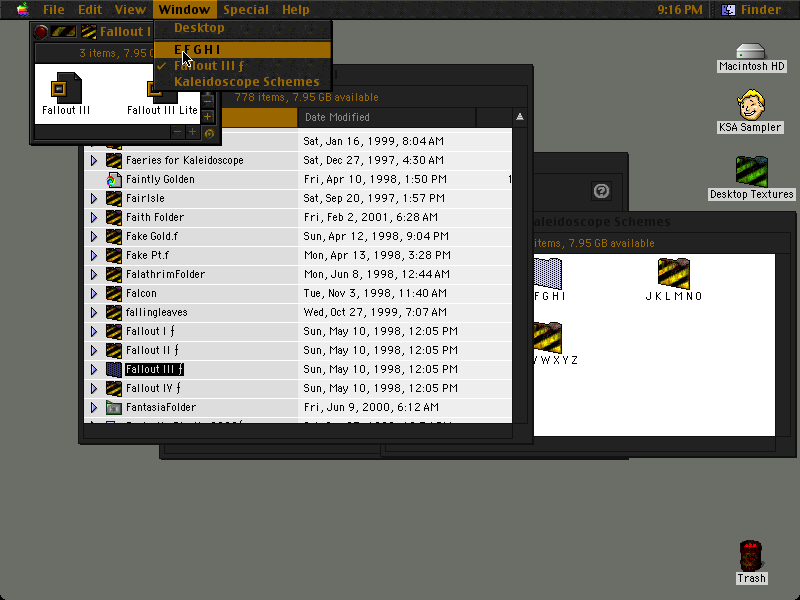 File Edit View Window Special Help 9:16 PM Finder
Desktop
E F G H I
Fallout III ƒ
Kaleidoscope Schemes
Fallout I
3 items, 7.95 G
Fallout III
Fallout III Lite
778 items, 7.95 GB available
Date Modified
Sat, Jan 16, 1999, 8:04 AM
Faeries for Kaleidoscope Sat, Dec 27, 1997, 4:30 AM
Faintly Golden Fri, Apr 10, 1998, 1:50 PM 1
FairIsle Sat, Sep 20, 1997, 1:57 PM
Faith Folder Fri, Feb 2, 2001, 6:28 AM
Fake Gold.f Sun, Apr 12, 1998, 9:04 PM
Fake Pt.f Mon, Apr 13, 1998, 3:28 PM
FalathrimFolder Mon, Jun 8, 1998, 12:44 AM
Falcon Tue, Nov 3, 1998, 11:40 AM
fallingleaves Wed, Oct 27, 1999, 7:07 AM
Fallout I ƒ Sun, May 10, 1998, 12:05 PM
Fallout II ƒ Sun, May 10, 1998, 12:05 PM
Fallout III ƒ Sun, May 10, 1998, 12:05 PM
Fallout IV ƒ Sun, May 10, 1998, 12:05 PM
FantasiaFolder Fri, Jun 9, 2000, 6:12 AM
aleidoscope Schemes
items, 7.95 GB available
F G H I
J K L M N O
W X Y Z
Macintosh HD
KSA Sampler
Desktop Textures
Trash